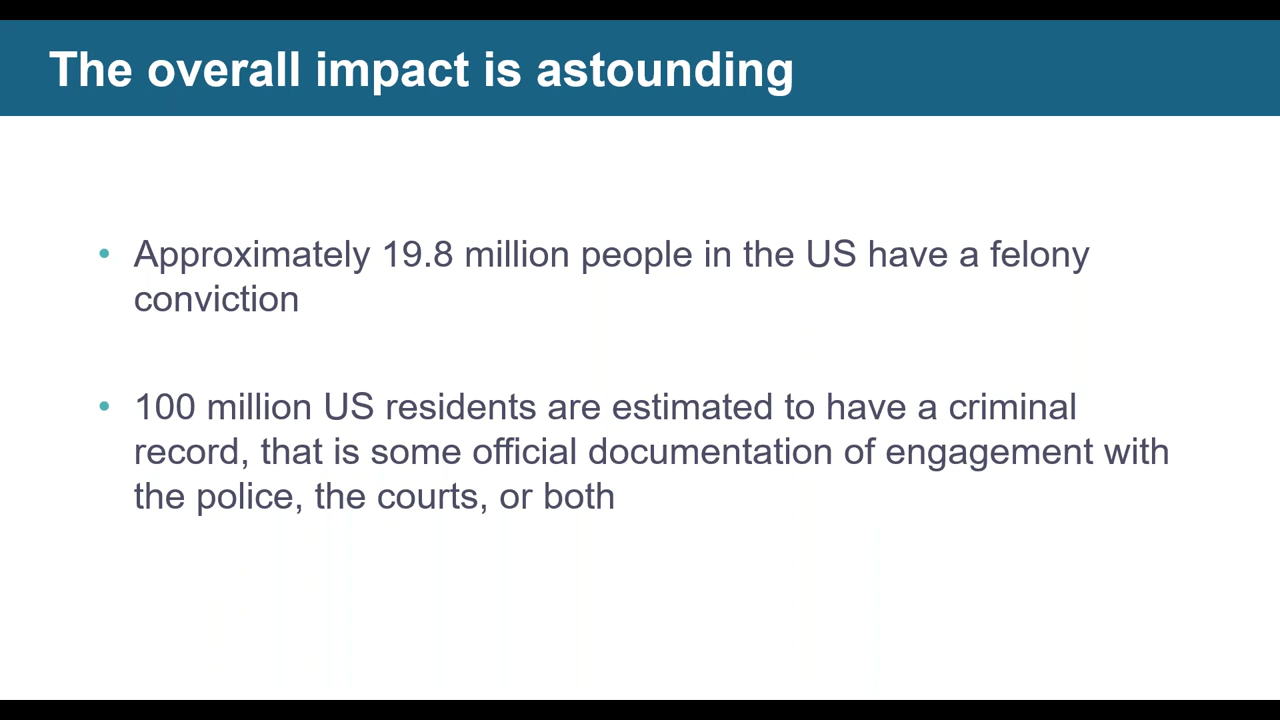 The overall impact is astounding
• Approximately 19.8 million people in the US have a felony
conviction
• 100 million US residents are estimated to have a criminal
record, that is some official documentation of engagement with
the police, the courts, or both